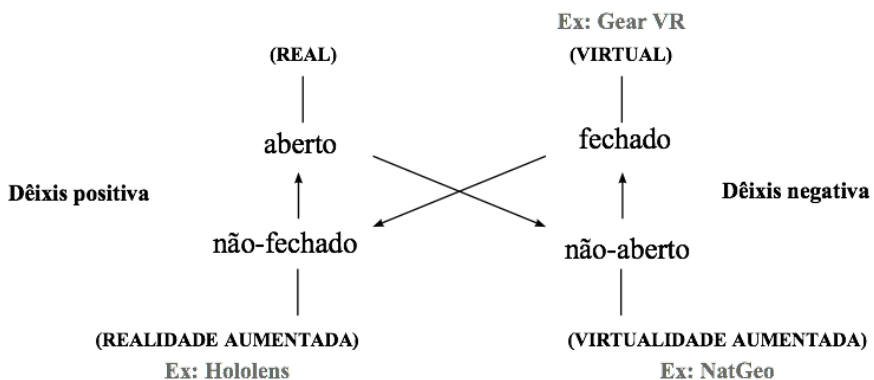 Ex: Gear VR
(REAL) (VIRTUAL)
aberto fechado
Dêixis positiva Dêixis negativa
não-fechado não-aberto
(REALIDADE AUMENTADA) (VIRTUALIDADE AUMENTADA)
Ex: Hololens Ex: NatGeo